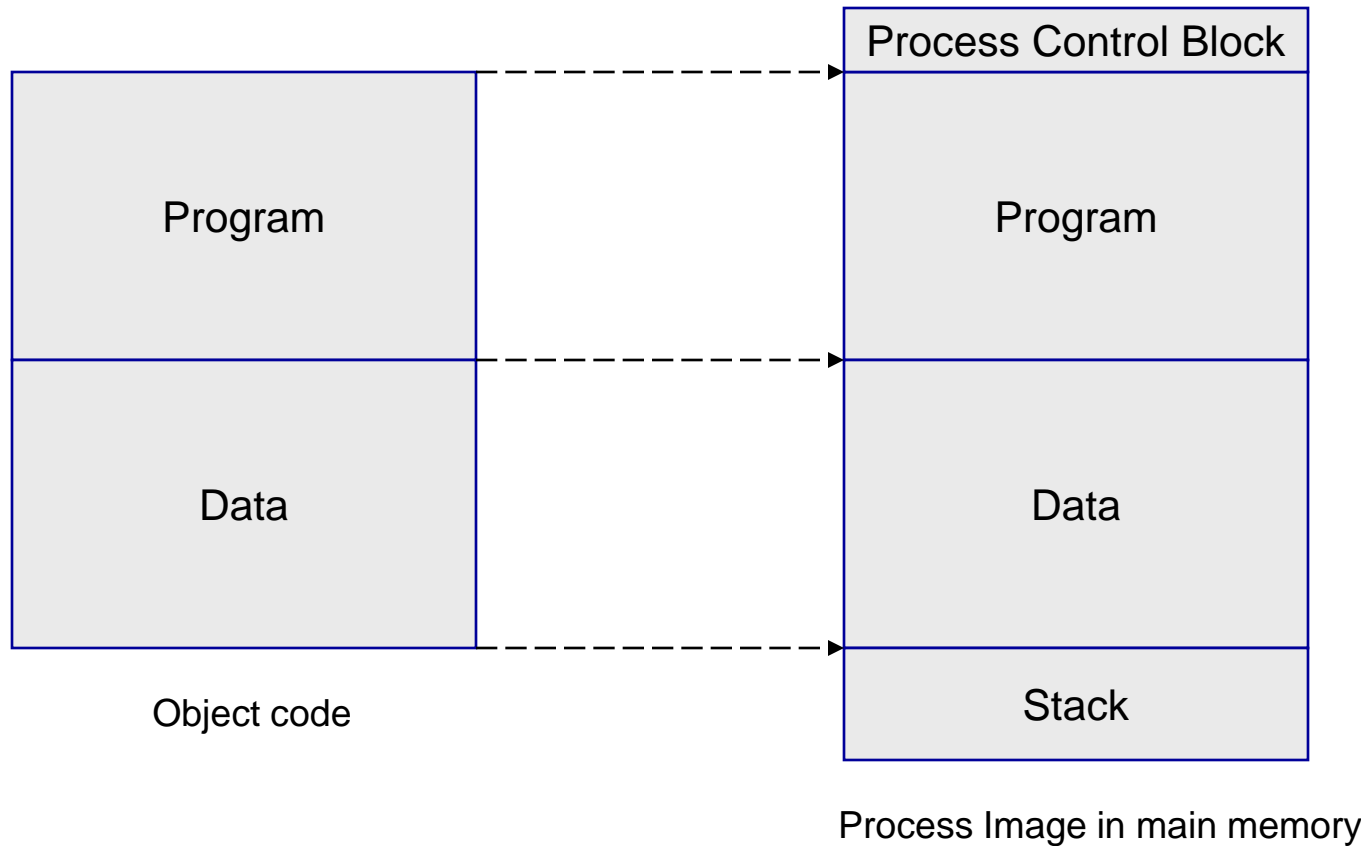 Process Control Block
Program
Program
Data
Data
Stack
Object code
Process Image in main memory